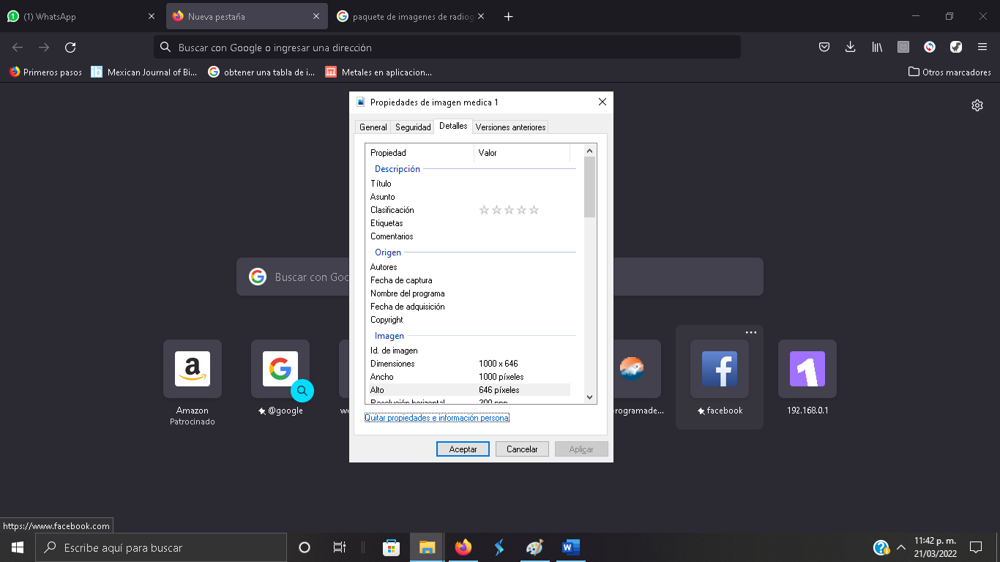 (1) WhatsApp
Nueva pestaña
paquete de imagenes de radiog
Buscar con Google o ingresar una dirección
Primeros pasos
Mexican Journal of Bi...
obtener una tabla de i...
Metales en aplicacion...
Otros marcadores
Propiedades de imagen medica 1
General
Seguridad
Detalles
Versiones anteriores
Propiedad Valor
Descripción
Título
Asunto
Clasificación
Etiquetas
Comentarios
Origen
Autores
Fecha de captura
Nombre del programa
Fecha de adquisición
Copyright
Imagen
Id. de imagen
Dimensiones 1000 x 646
Ancho 1000 píxeles
Alto 646 píxeles
Resolución horizontal 300 ppp
Quitar propiedades e información personal
Aceptar
Cancelar
Aplicar
Buscar con Goo
Amazon
Patrocinado
@google
we
rogramade...
facebook
192.168.0.1
https://www.facebook.com
Escribe aquí para buscar
11:42 p. m.
21/03/2022